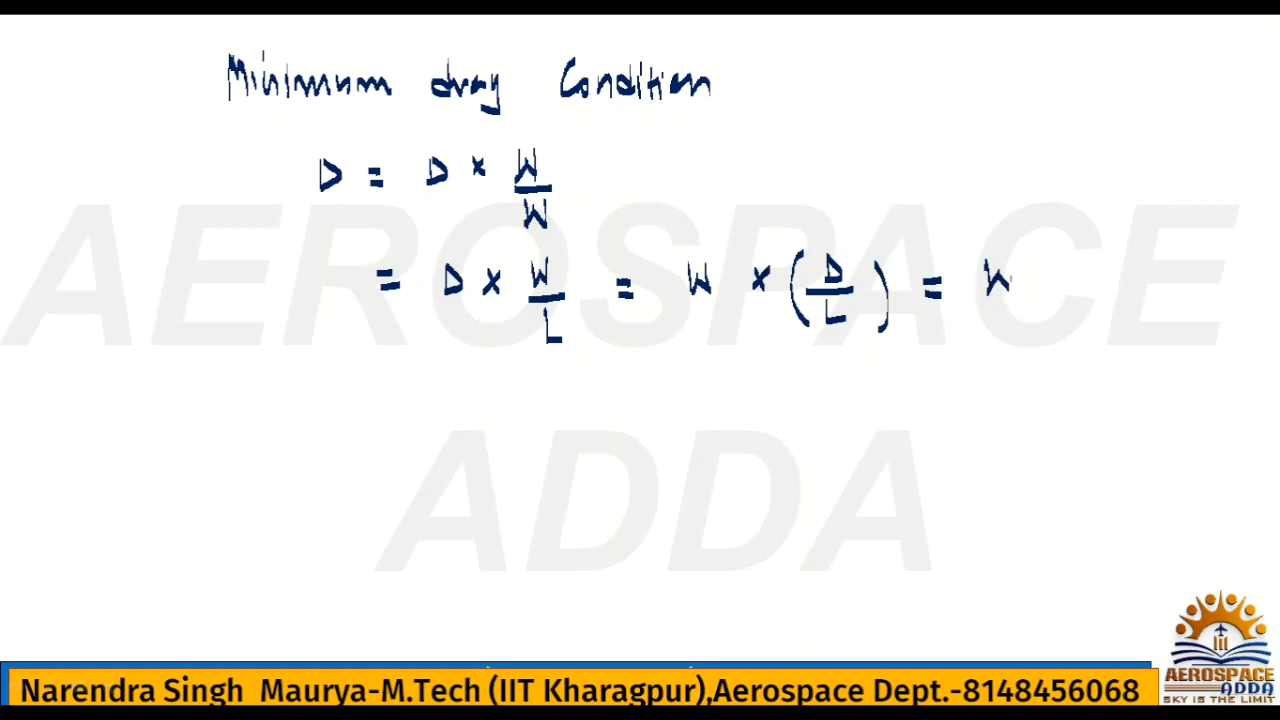 Minimum drag Condition
D = D × W/W
= D × W/L = W × (D/L) = W
AEROSPACE
ADDA
Narendra Singh Maurya-M.Tech (IIT Kharagpur),Aerospace Dept.-8148456068
AEROSPACE
ADDA
SKY IS THE LIMIT